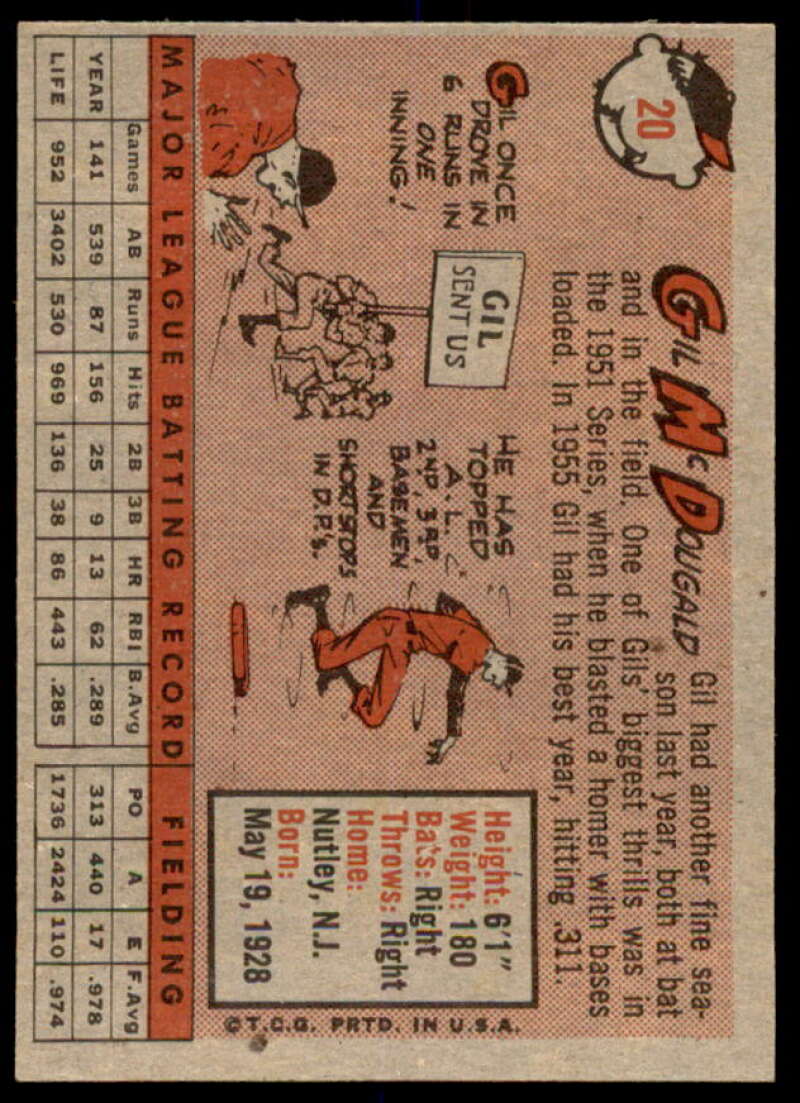 20
GIL McDOUGALD
Gil had another fine sea-
son last year, both at bat
and in the field. One of Gils' biggest thrills was in
the 1951 Series, when he blasted a homer with bases
loaded. In 1955 Gil had his best year, hitting .311.
GIL ONCE
DROVE IN
6 RUNS IN
ONE
INNING!
GIL
SENT US
HE HAS
TOPPED
A.L.
2ND, 3RD,
BASEMEN
AND
SHORTSTOPS
IN D.P.'s.
Height: 6'1"
Weight: 180
Bats: Right
Throws: Right
Home:
Nutley, N.J.
Born:
May 19, 1928
©T.C.G. PRTD. IN U.S.A.
MAJOR LEAGUE BATTING RECORD FIELDING
Games AB Runs Hits 2B 3B HR RBI B.Avg PO A E F.Avg
YEAR 141 539 87 156 25 9 13 62 .289 313 440 17 .978
LIFE 952 3402 530 969 136 38 86 443 .285 1736 2424 110 .974